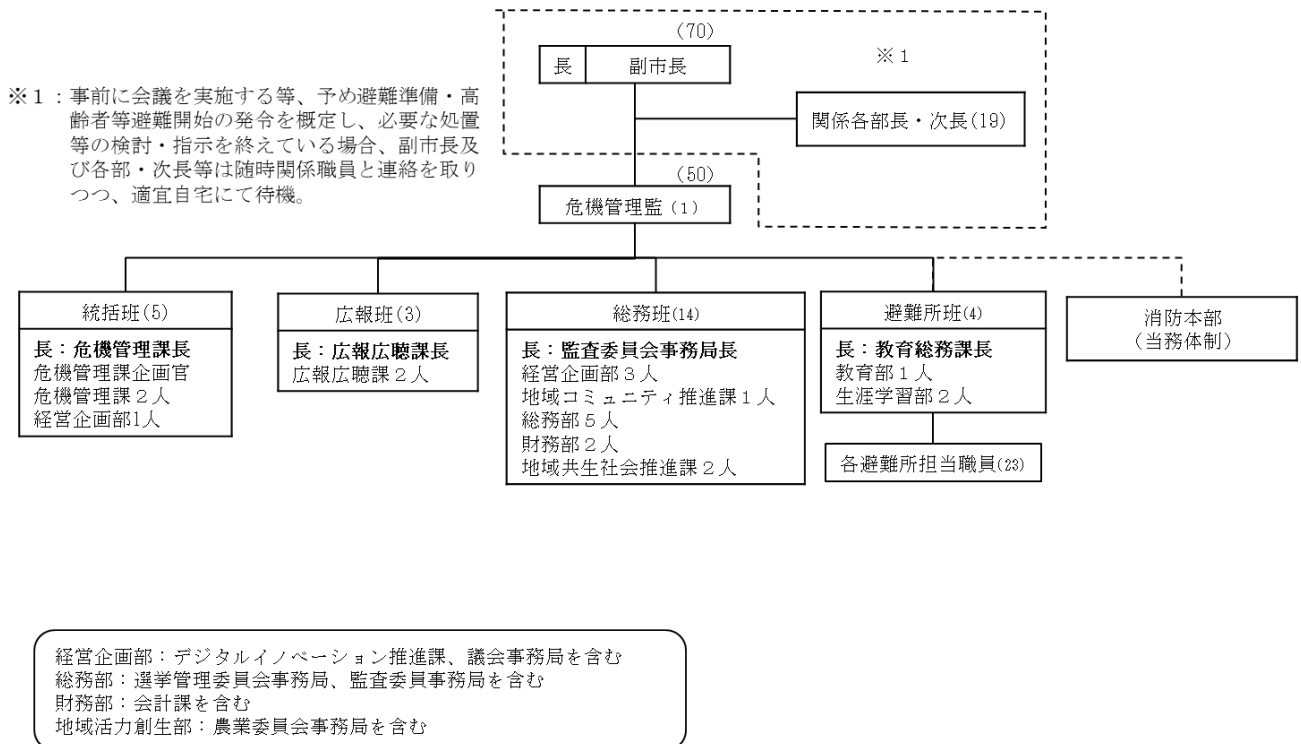 (70)
長 副市長
※1
※1：事前に会議を実施する等、予め避難準備・高
齢者等避難開始の発令を概定し、必要な処置
等の検討・指示を終えている場合、副市長及
び各部・次長等は随時関係職員と連絡を取り
つつ、適宜自宅にて待機。
関係各部長・次長(19)
(50)
危機管理監(1)
統括班(5)
長：危機管理課長
危機管理課企画官
危機管理課２人
経営企画部1人
広報班(3)
長：広報広聴課長
広報広聴課２人
総務班(14)
長：監査委員会事務局長
経営企画部３人
地域コミュニティ推進課１人
総務部５人
財務部２人
地域共生社会推進課２人
避難所班(4)
長：教育総務課長
教育部１人
生涯学習部２人
各避難所担当職員(23)
消防本部
（当務体制）
経営企画部：デジタルイノベーション推進課、議会事務局を含む
総務部：選挙管理委員会事務局、監査委員事務局を含む
財務部：会計課を含む
地域活力創生部：農業委員会事務局を含む